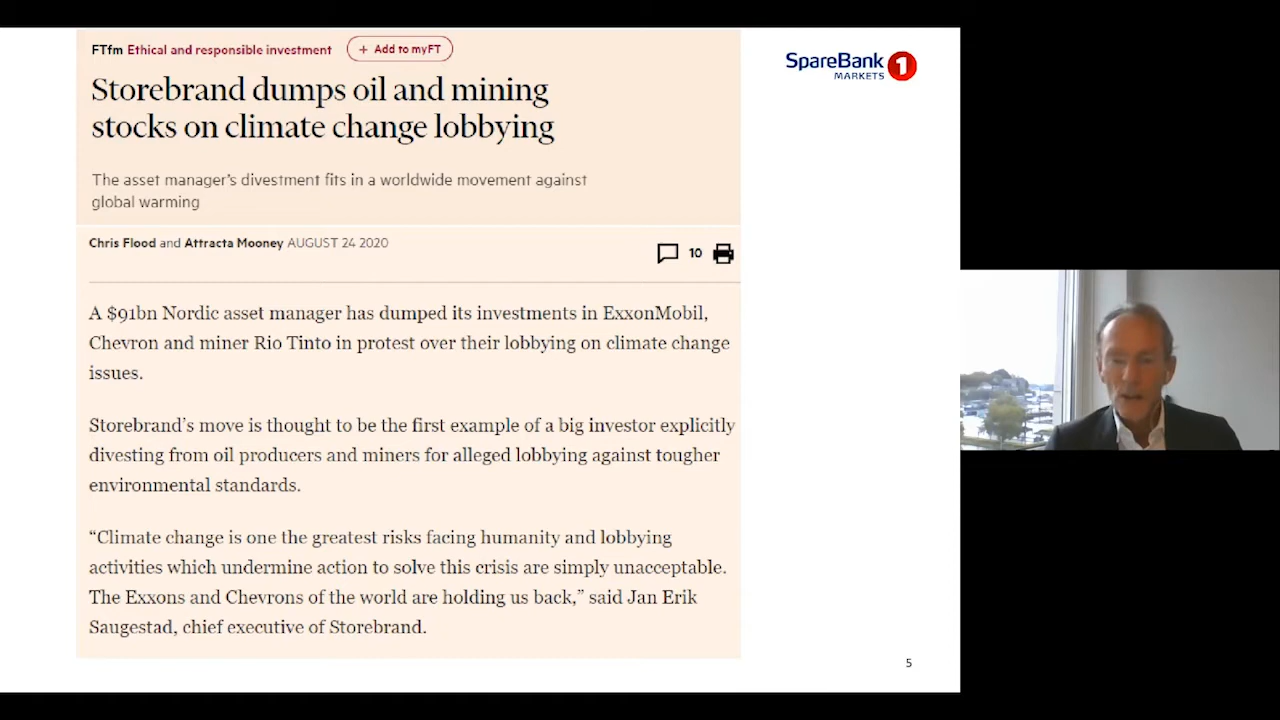 FTfm Ethical and responsible investment + Add to myFT
SpareBank 1
MARKETS
Storebrand dumps oil and mining
stocks on climate change lobbying
The asset manager's divestment fits in a worldwide movement against
global warming
Chris Flood and Attracta Mooney AUGUST 24 2020
10
A $91bn Nordic asset manager has dumped its investments in ExxonMobil,
Chevron and miner Rio Tinto in protest over their lobbying on climate change
issues.
Storebrand’s move is thought to be the first example of a big investor explicitly
divesting from oil producers and miners for alleged lobbying against tougher
environmental standards.
“Climate change is one the greatest risks facing humanity and lobbying
activities which undermine action to solve this crisis are simply unacceptable.
The Exxons and Chevrons of the world are holding us back,” said Jan Erik
Saugestad, chief executive of Storebrand.
5